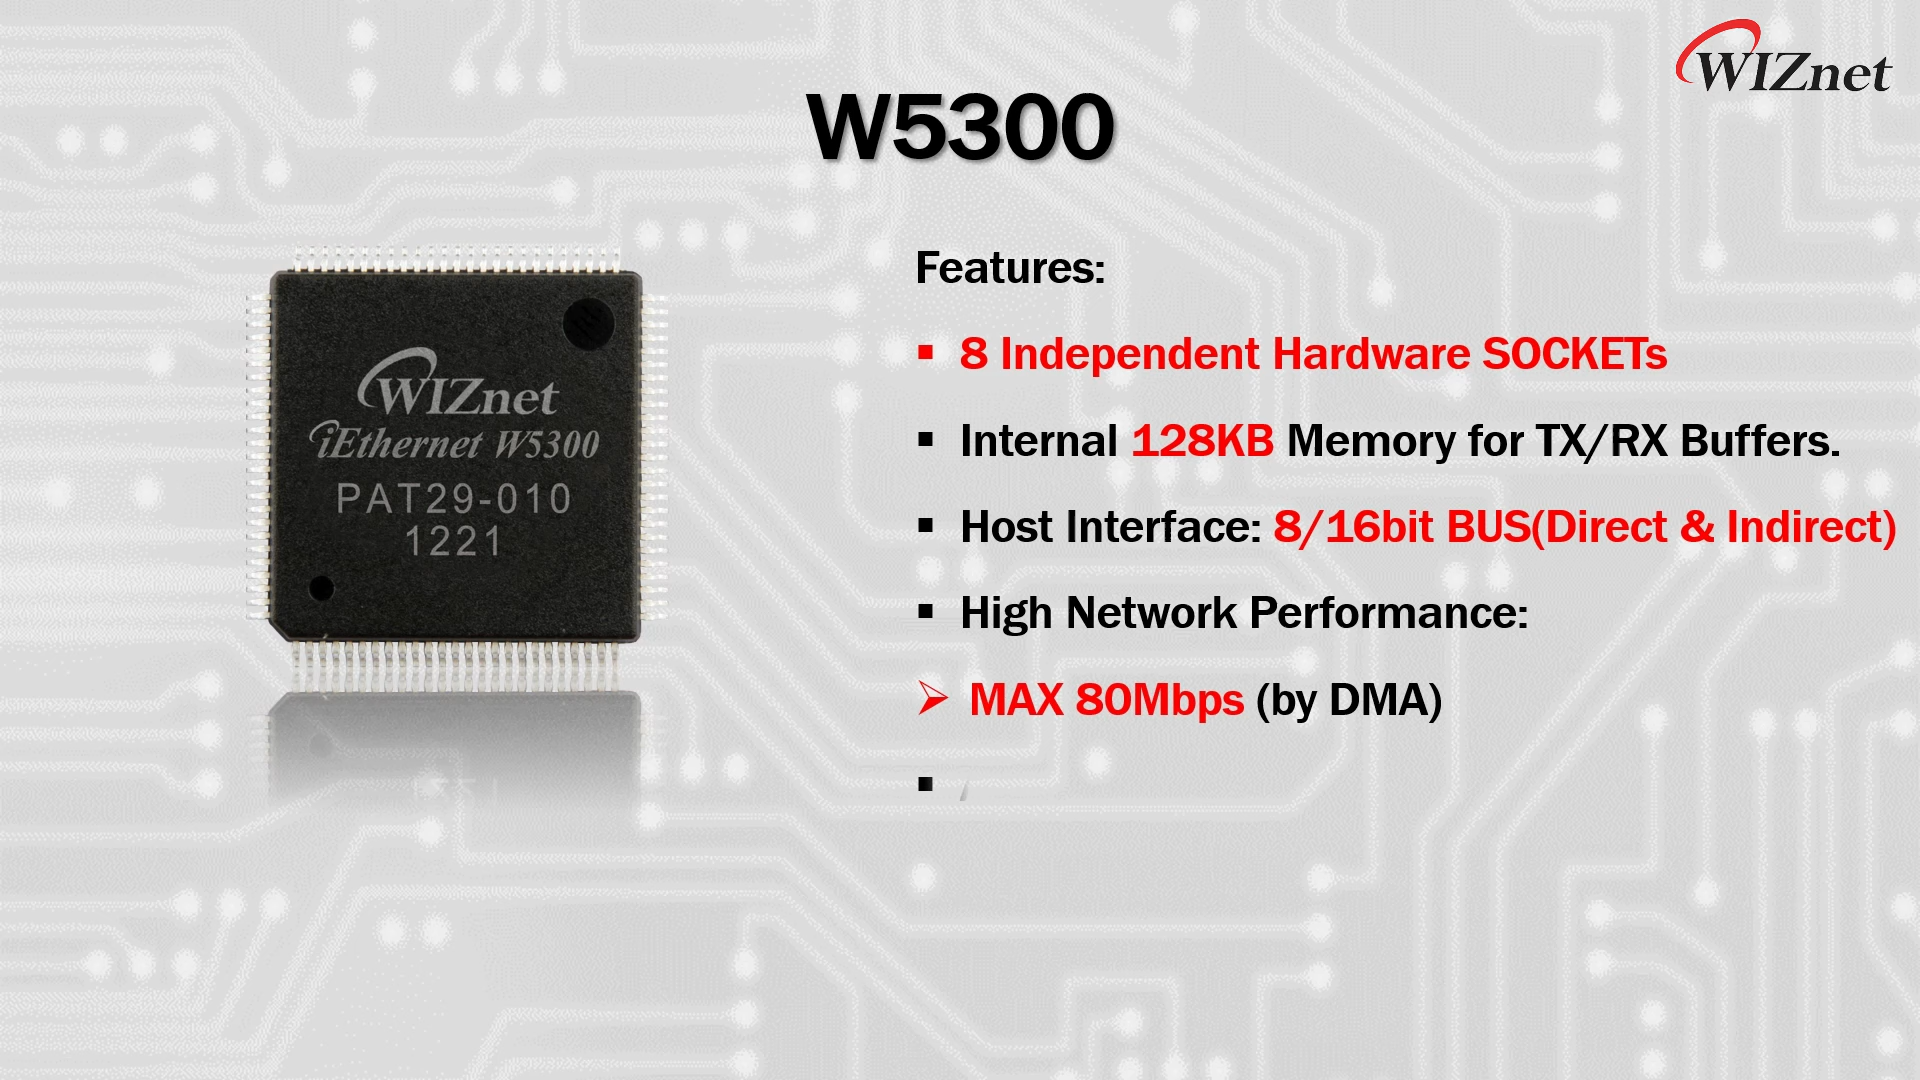 WIZnet
W5300
Features:
▪ 8 Independent Hardware SOCKETs
▪ Internal 128KB Memory for TX/RX Buffers.
▪ Host Interface: 8/16bit BUS(Direct & Indirect)
▪ High Network Performance:
➢ MAX 80Mbps (by DMA)
▪
WIZnet
iEthernet W5300
PAT29-010
1221